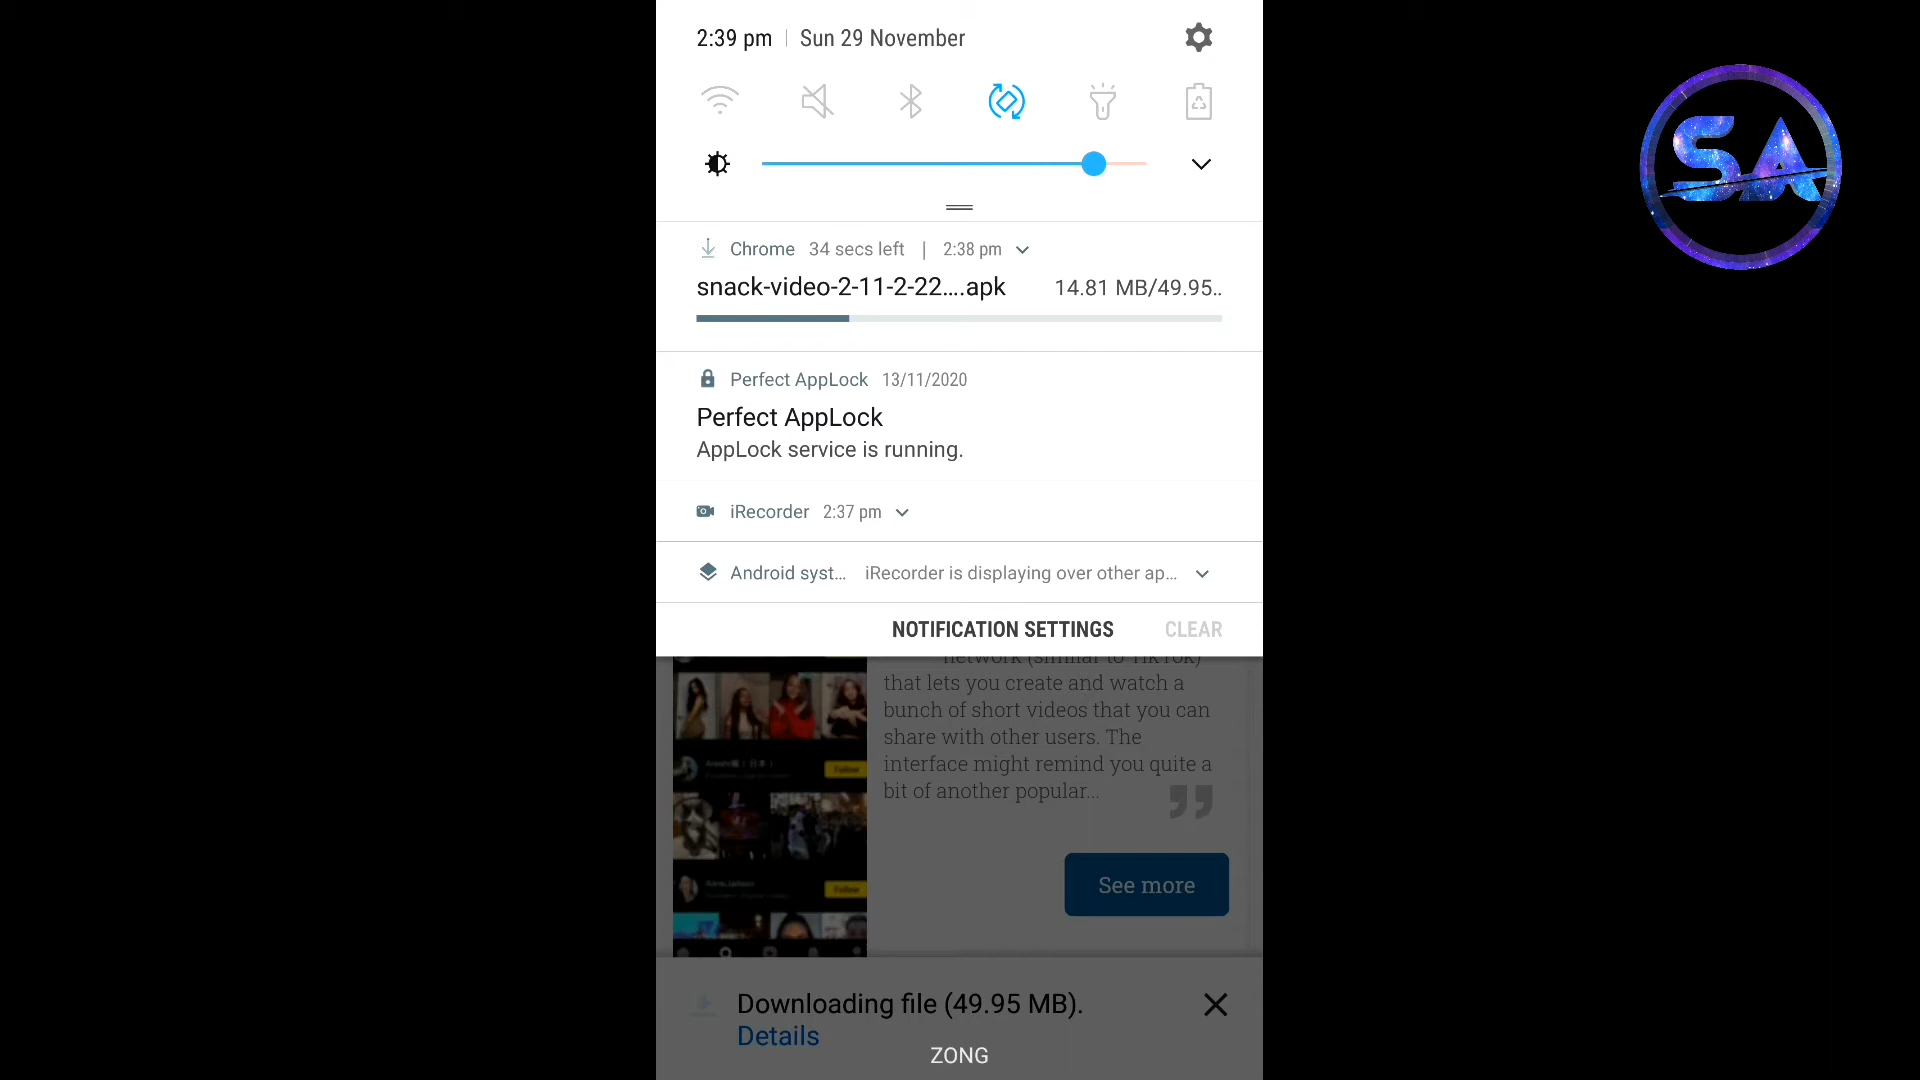 2:39 pm | Sun 29 November
SA
Chrome 34 secs left | 2:38 pm
snack-video-2-11-2-22....apk 14.81 MB/49.95..
Perfect AppLock 13/11/2020
Perfect AppLock
AppLock service is running.
iRecorder 2:37 pm
Android syst... iRecorder is displaying over other ap...
NOTIFICATION SETTINGS CLEAR
network (similar to TikTok)
that lets you create and watch a
bunch of short videos that you can
share with other users. The
interface might remind you quite a
bit of another popular...
See more
Downloading file (49.95 MB).
Details
ZONG